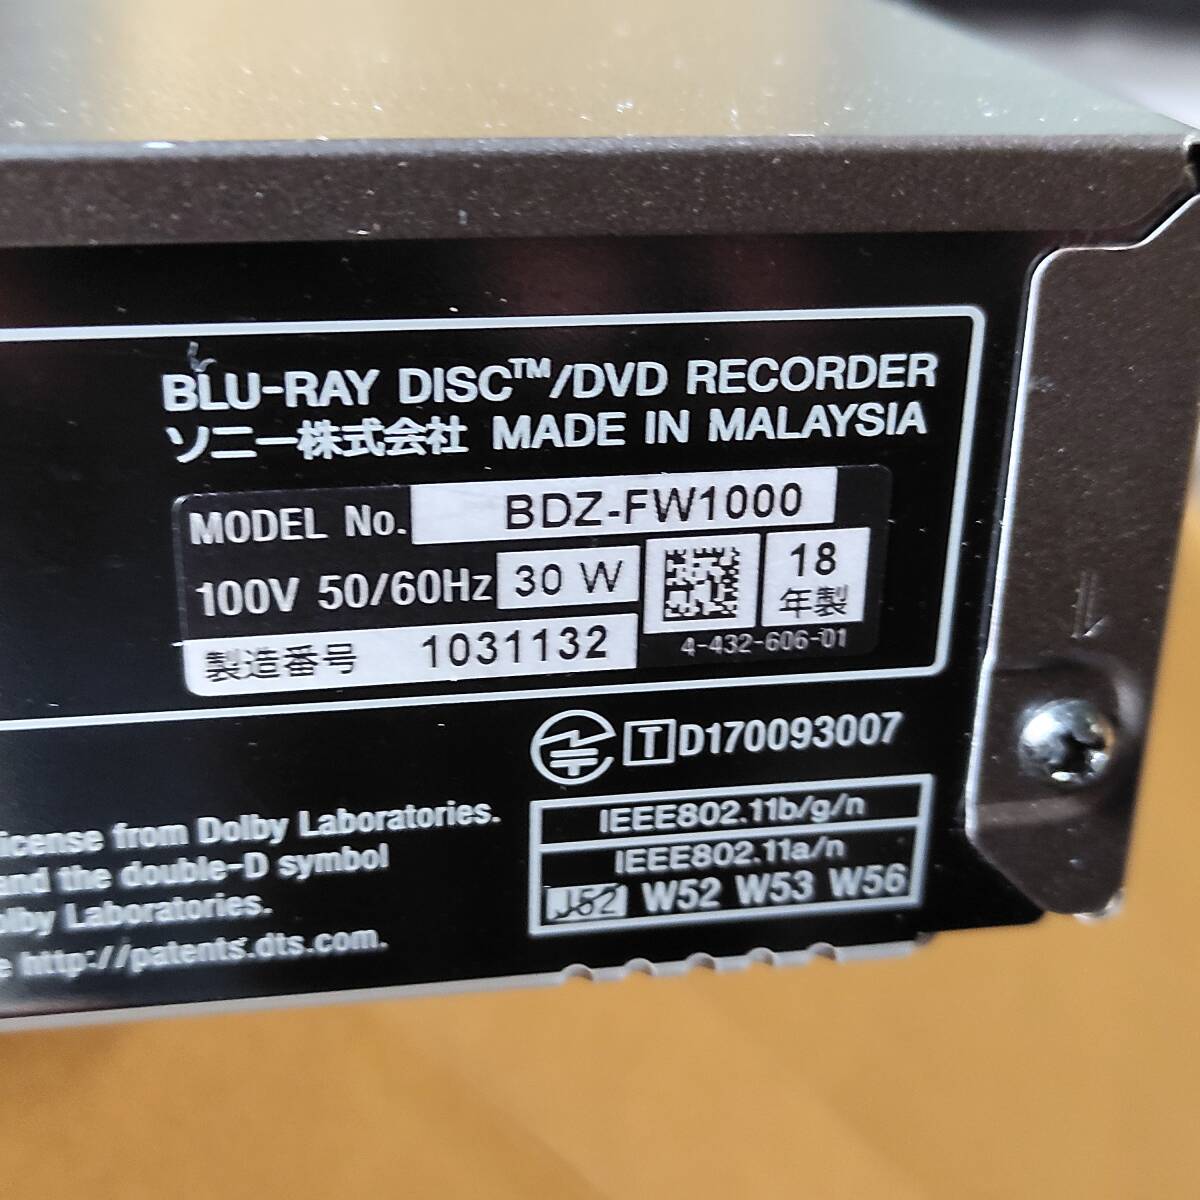 BLU-RAY DISC™/DVD RECORDER
ソニー株式会社 MADE IN MALAYSIA
MODEL No. BDZ-FW1000
100V 50/60Hz 30 W
18年製
製造番号 1031132
4-432-606-01
T D170093007
IEEE802.11b/g/n
IEEE802.11a/n
J52 W52 W53 W56
license from Dolby Laboratories.
and the double-D symbol
Laboratories.
http://patents.dts.com.